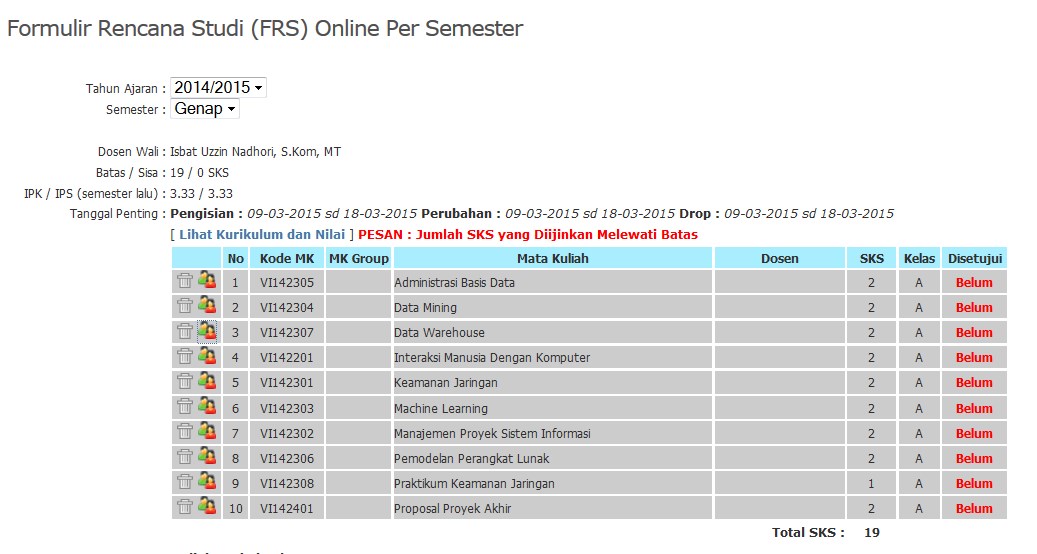 Formulir Rencana Studi (FRS) Online Per Semester
Tahun Ajaran : 2014/2015
Semester : Genap
Dosen Wali : Isbat Uzzin Nadhori, S.Kom, MT
Batas / Sisa : 19 / 0 SKS
IPK / IPS (semester lalu) : 3.33 / 3.33
Tanggal Penting : Pengisian : 09-03-2015 sd 18-03-2015 Perubahan : 09-03-2015 sd 18-03-2015 Drop : 09-03-2015 sd 18-03-2015
[ Lihat Kurikulum dan Nilai ] PESAN : Jumlah SKS yang Diijinkan Melewati Batas
No Kode MK MK Group Mata Kuliah Dosen SKS Kelas Disetujui
1 VI142305 Administrasi Basis Data 2 A Belum
2 VI142304 Data Mining 2 A Belum
3 VI142307 Data Warehouse 2 A Belum
4 VI142201 Interaksi Manusia Dengan Komputer 2 A Belum
5 VI142301 Keamanan Jaringan 2 A Belum
6 VI142303 Machine Learning 2 A Belum
7 VI142302 Manajemen Proyek Sistem Informasi 2 A Belum
8 VI142306 Pemodelan Perangkat Lunak 2 A Belum
9 VI142308 Praktikum Keamanan Jaringan 1 A Belum
10 VI142401 Proposal Proyek Akhir 2 A Belum
Total SKS : 19